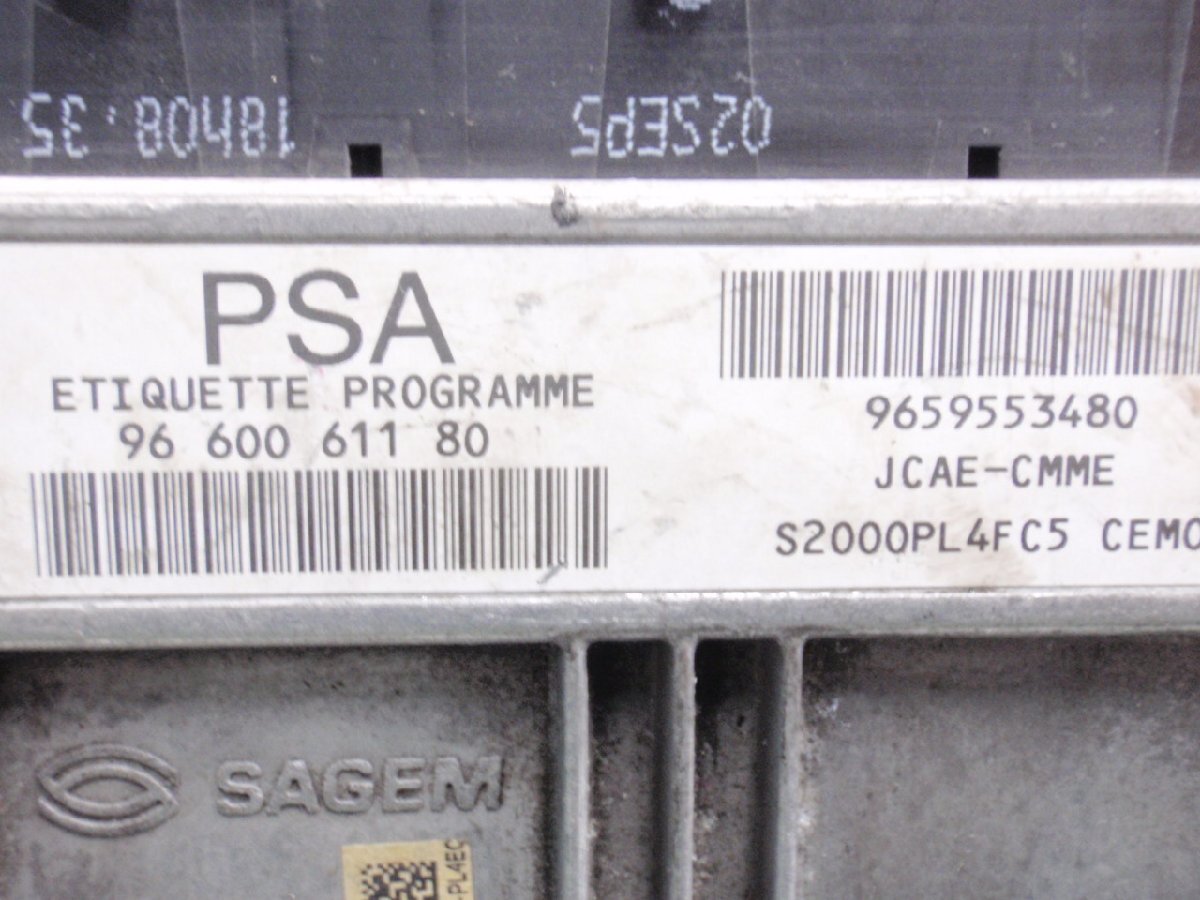 18h08:35
02SEP5
PSA
ETIQUETTE PROGRAMME
96 600 611 80
9659553480
JCAE-CMME
S2000PL4FC5 CEMO
SAGEM